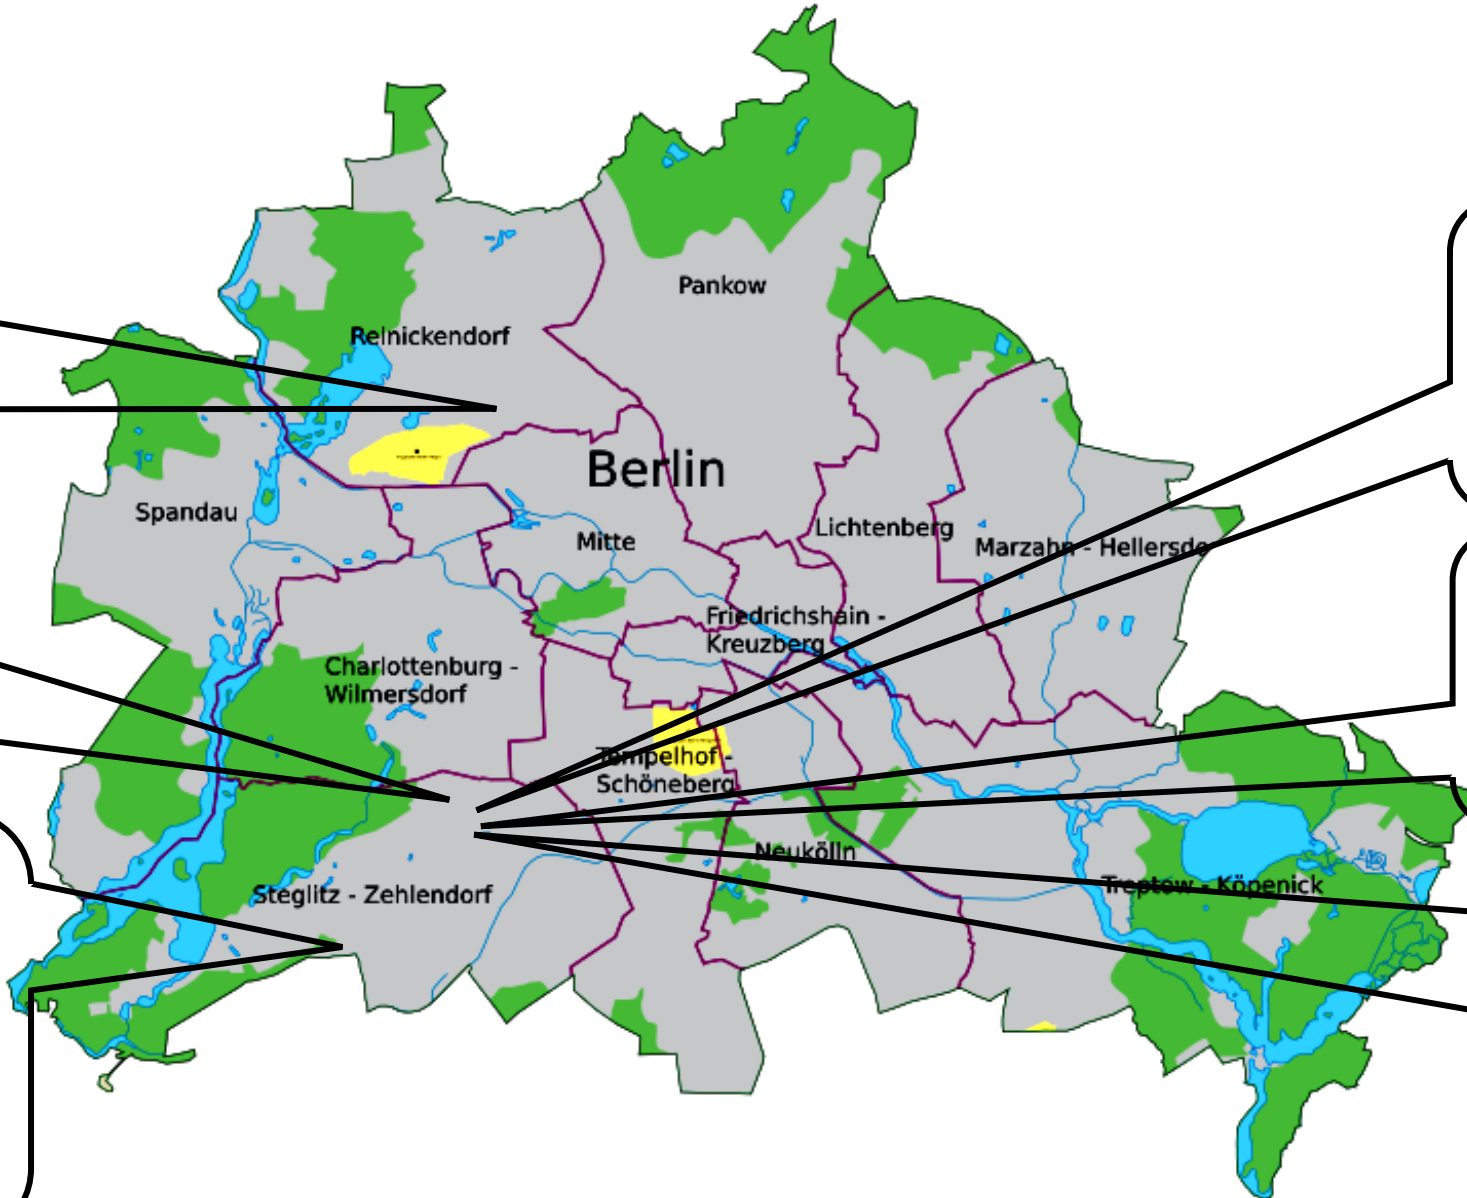 Pankow
Reinickendorf
Berlin
Spandau
Mitte
Lichtenberg
Marzahn - Hellersdo
Friedrichshain -
Kreuzberg
Charlottenburg -
Wilmersdorf
Tempelhof -
Schöneberg
Neukölln
Treptow - Köpenick
Steglitz - Zehlendorf